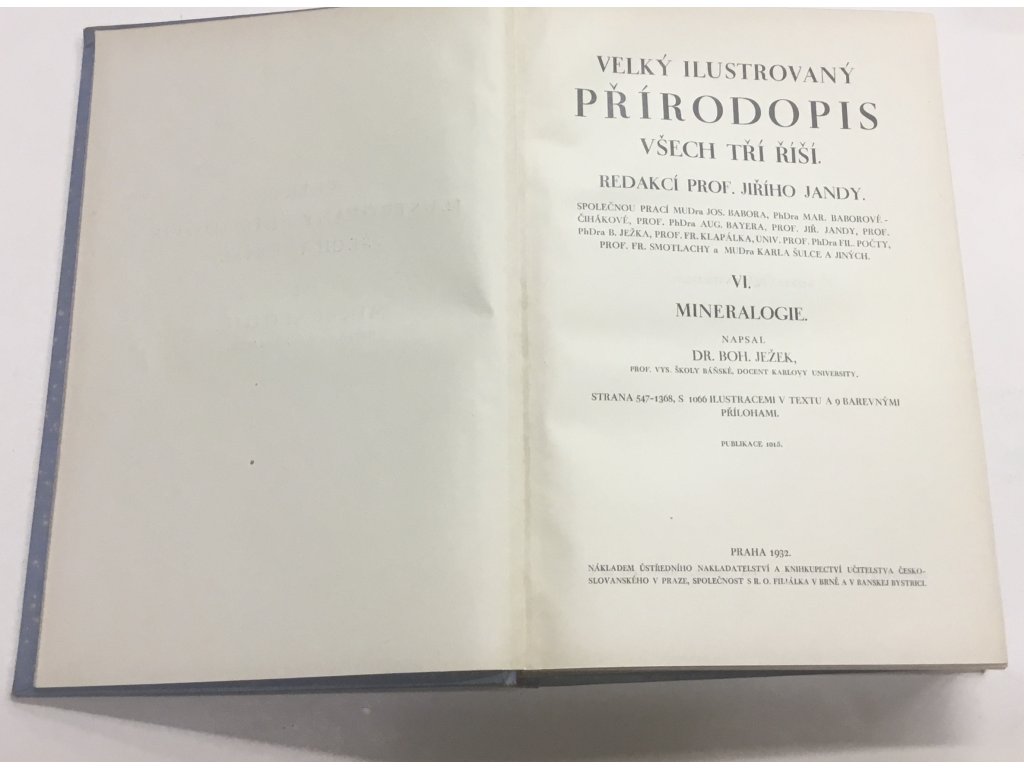 VELKÝ ILUSTROVANÝ
PŘÍRODOPIS
VŠECH TŘÍ ŘÍŠÍ.
REDAKCÍ PROF. JIŘÍHO JANDY.
SPOLEČNOU PRACÍ MUDra JOS. BABORA, PhDra MAR. BABOROVÉ-
ČIHÁKOVÉ, PROF. PhDra AUG. BAYERA, PROF. JIŘ. JANDY, PROF.
PhDra B. JEŽKA, PROF. FR. KLAPÁLKA, UNIV. PROF. PhDra FIL. POČTY,
PROF. FR. SMOTLACHY a MUDra KARLA ŠULCE A JINÝCH.
VI.
MINERALOGIE.
NAPSAL
DR. BOH. JEŽEK,
PROF. VYS. ŠKOLY BÁŇSKÉ, DOCENT KARLOVY UNIVERSITY,
STRANA 547-1368, S 1066 ILUSTRACEMI V TEXTU A 9 BAREVNÝMI
PŘÍLOHAMI.
PUBLIKACE 1015.
PRAHA 1932.
NÁKLADEM ÚSTŘEDNÍHO NAKLADATELSTVÍ A KNIHKUPECTVÍ UČITELSTVA ČESKO-
SLOVANSKÉHO V PRAZE, SPOLEČNOST S R. O. FILIÁLKA V BRNĚ A V BANSKEJ BYSTRICI.